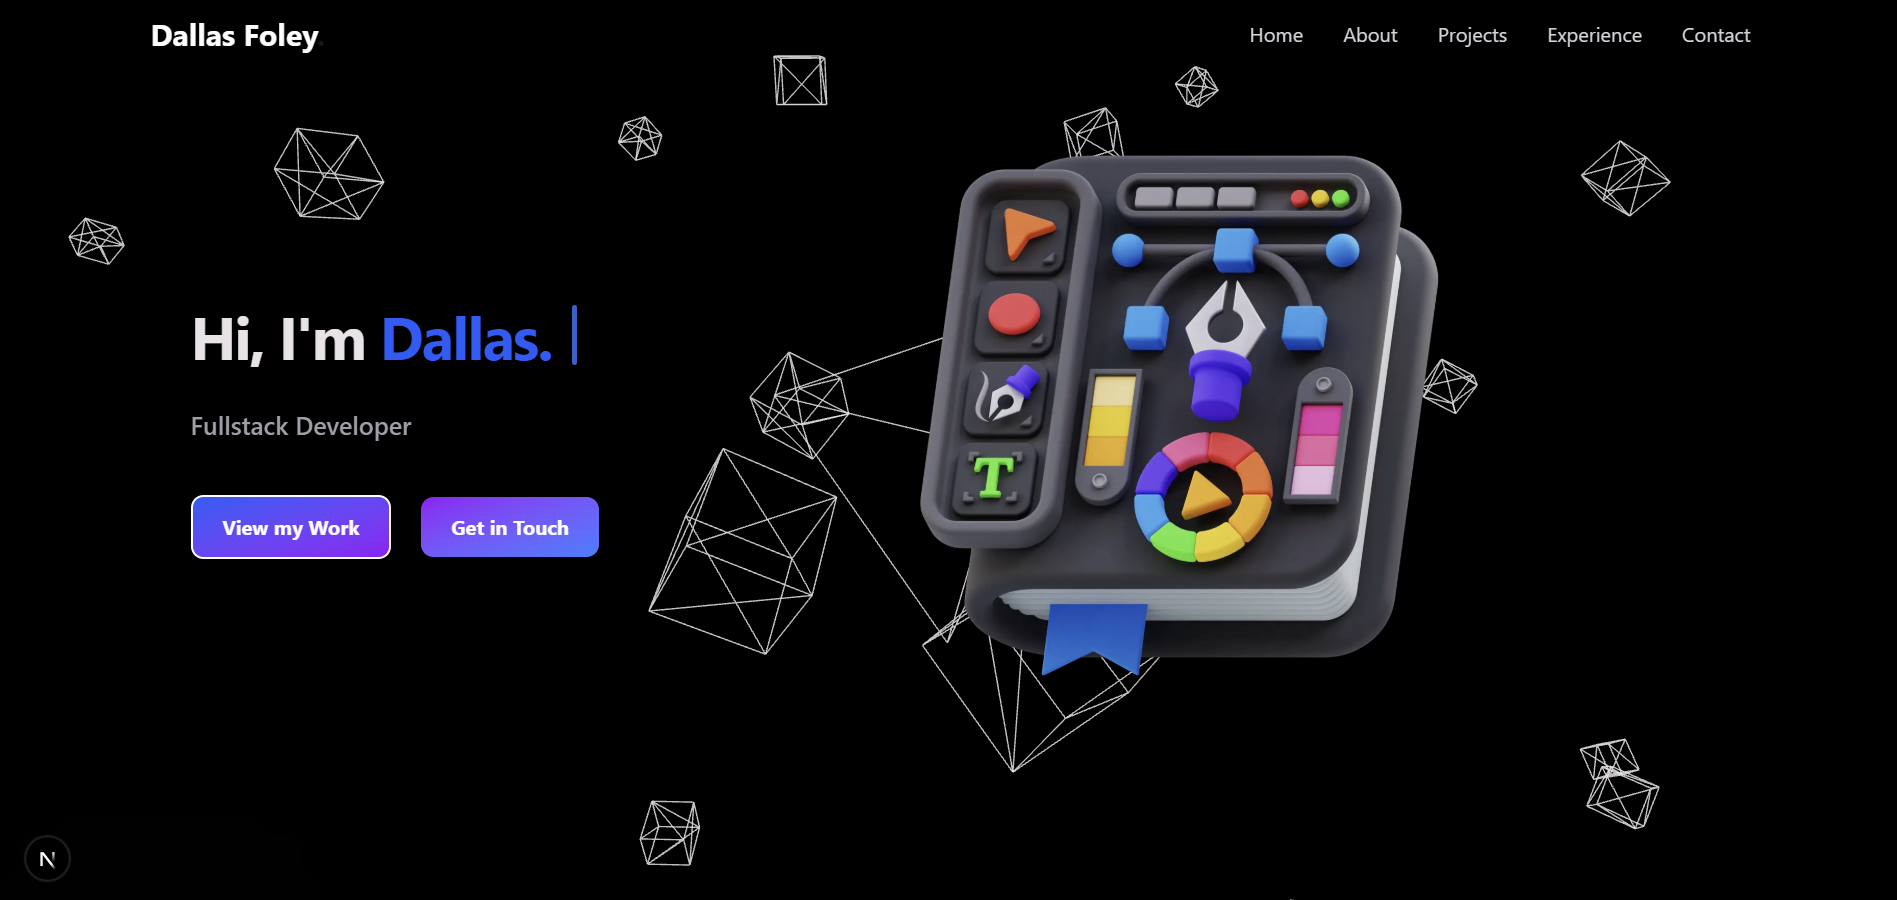 Dallas Foley.
Home About Projects Experience Contact
Hi, I'm Dallas.
Fullstack Developer
View my Work Get in Touch
T
N